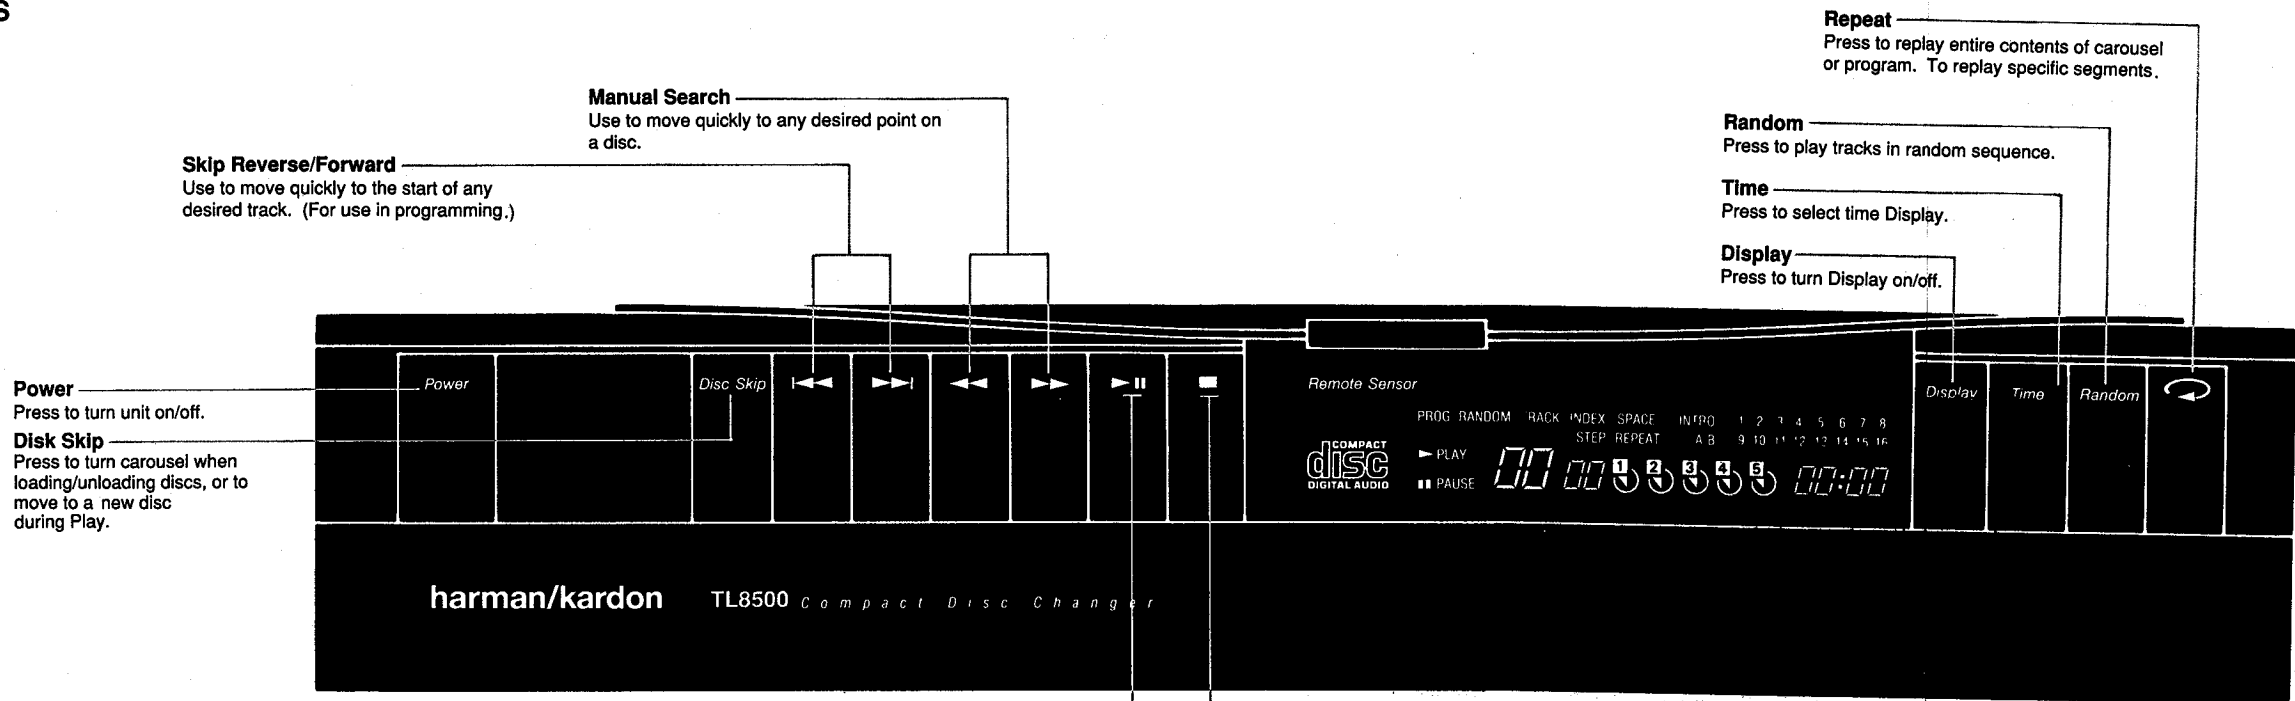 s
Repeat
Press to replay entire contents of carousel
or program. To replay specific segments.
Manual Search
Use to move quickly to any desired point on
a disc.
Random
Press to play tracks in random sequence.
Skip Reverse/Forward
Use to move quickly to the start of any
desired track. (For use in programming.)
Time
Press to select time Display.
Display
Press to turn Display on/off.
Power
Press to turn unit on/off.
Disk Skip
Press to turn carousel when
loading/unloading discs, or to
move to a new disc
during Play.
Power
Disc Skip
Remote Sensor
Display
Time
Random
PROG RANDOM RACK INDEX SPACE INTRO 1 2 3 4 5 6 7 8
STEP REPEAT A B 9 10 11 12 13 14 15 16
COMPACT
disc
DIGITAL AUDIO
PLAY
PAUSE
00 00 1 2 3 4 5 00:00
harman/kardon TL8500 Compact Disc Changer